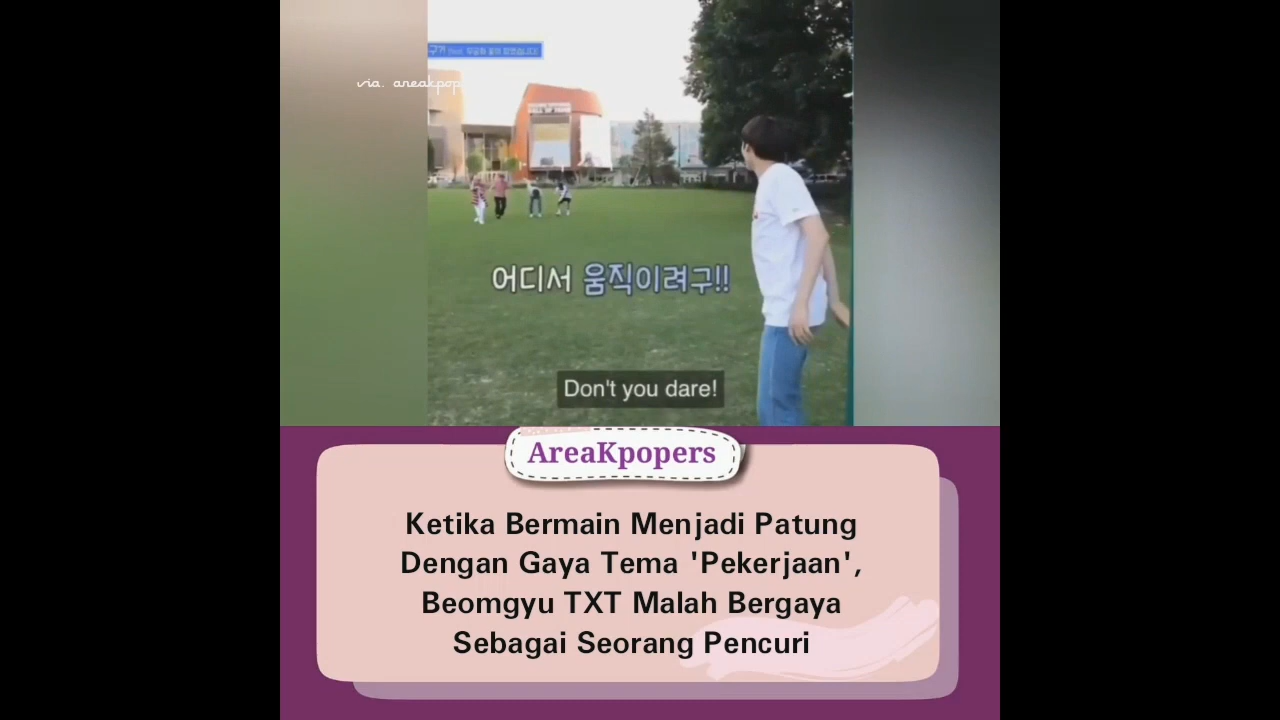 via. areakpop
어디서 움직이려구!!
Don't you dare!
AreaKpopers
Ketika Bermain Menjadi Patung
Dengan Gaya Tema 'Pekerjaan',
Beomgyu TXT Malah Bergaya
Sebagai Seorang Pencuri